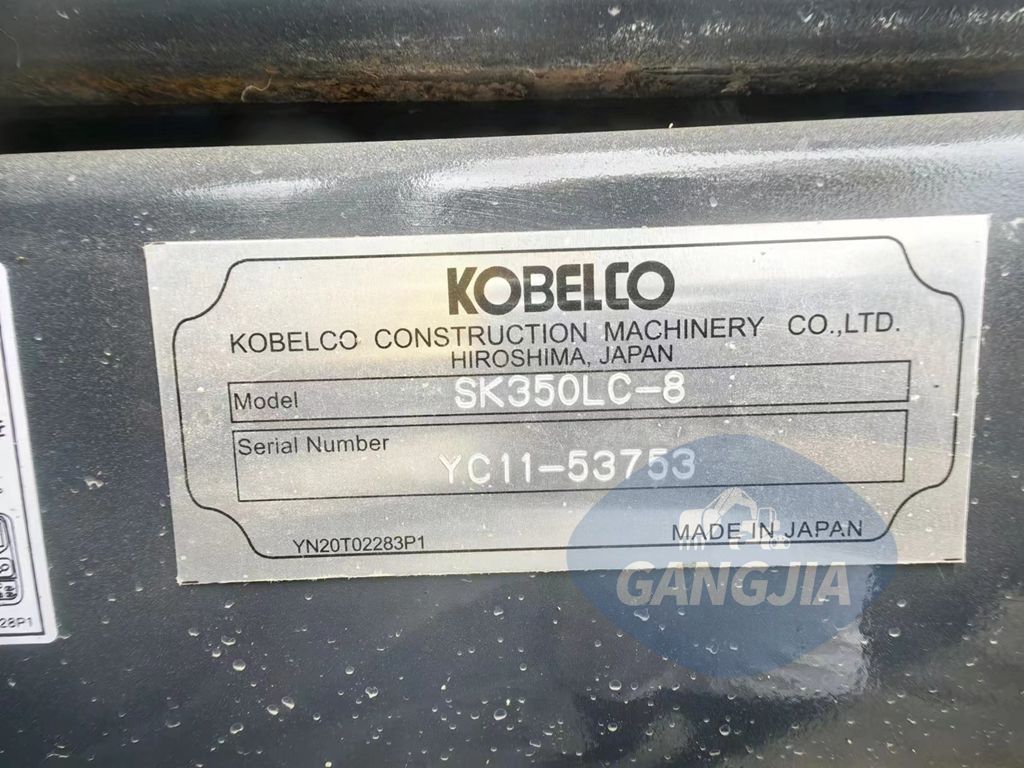 KOBELCO
KOBELCO CONSTRUCTION MACHINERY CO.,LTD.
HIROSHIMA, JAPAN
Model SK350LC-8
Serial Number
YC11-53753
YN20T02283P1 MADE IN JAPAN
GANGJIA
28P1